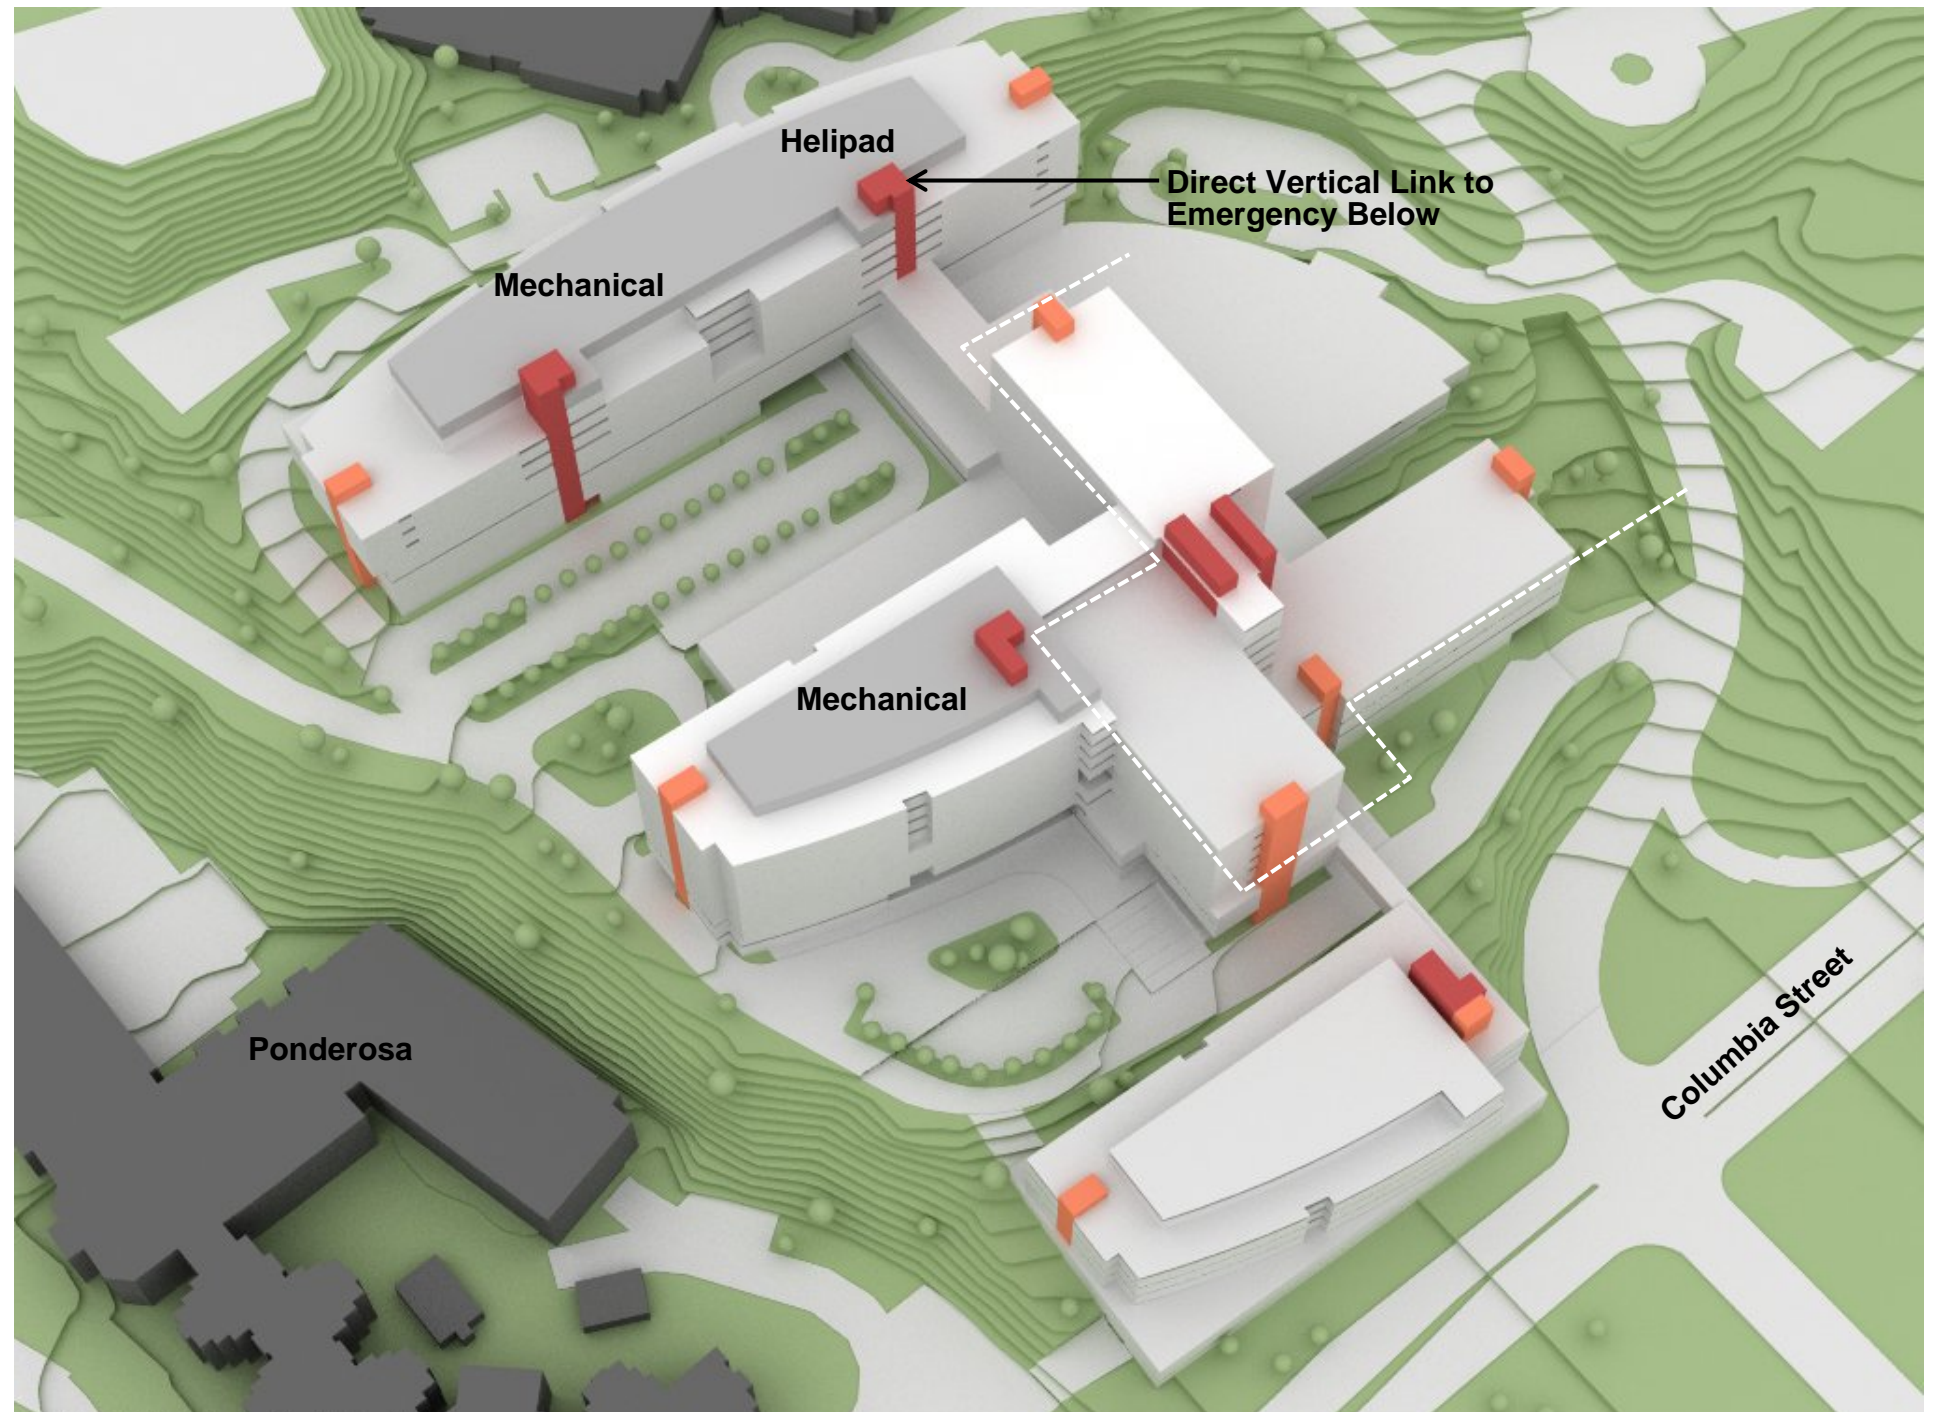 Helipad
Direct Vertical Link to
Emergency Below
Mechanical
Mechanical
Columbia Street
Ponderosa